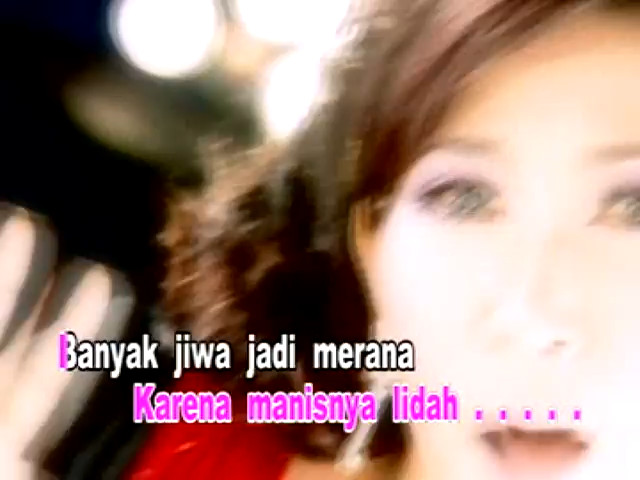 Banyak jiwa jadi merana
Karena manisnya lidah . . . . .